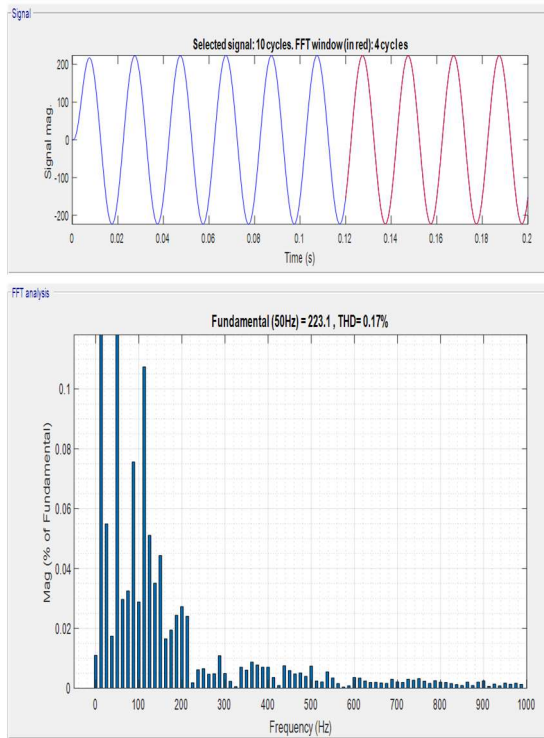 Signal
Selected signal: 10 cycles. FFT window (in red): 4 cycles
200
100
0
-100
-200
Signal mag.
0 0.02 0.04 0.06 0.08 0.1 0.12 0.14 0.16 0.18 0.2
Time (s)
FFT analysis
Fundamental (50Hz) = 223.1 , THD= 0.17%
0.1
0.08
0.06
0.04
0.02
0
Mag (% of Fundamental)
0 100 200 300 400 500 600 700 800 900 1000
Frequency (Hz)